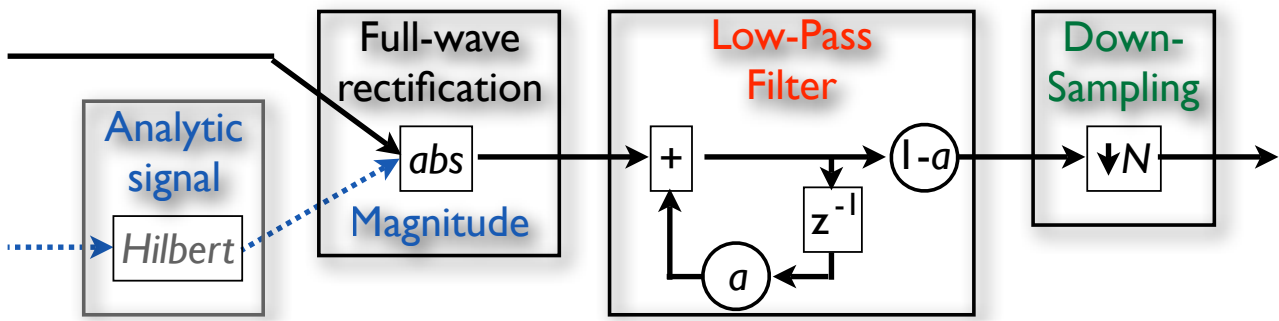 Analytic
signal
Hilbert
Full-wave
rectification
abs
Magnitude
Low-Pass
Filter
+
z⁻¹
a
1-a
Down-
Sampling
↓N